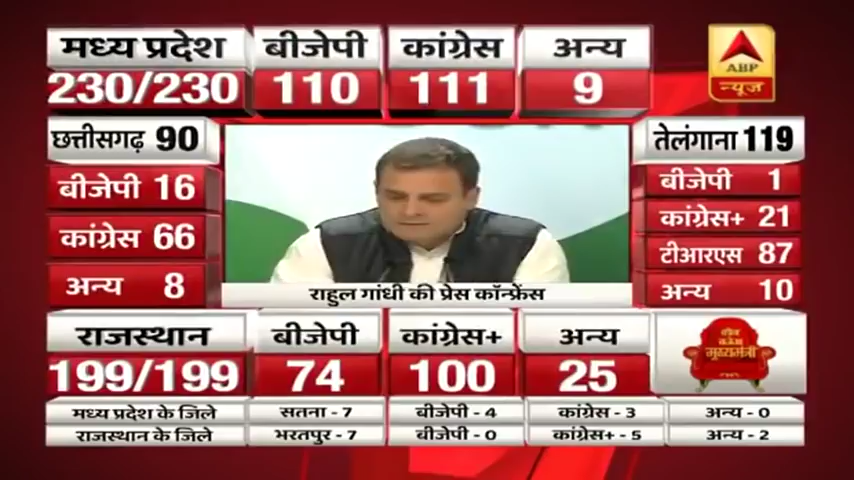 मध्य प्रदेश बीजेपी कांग्रेस अन्य
230/230 110 111 9
ABP
न्यूज़
छत्तीसगढ़ 90
बीजेपी 16
कांग्रेस 66
अन्य 8
तेलंगाना 119
बीजेपी 1
कांग्रेस+ 21
टीआरएस 87
अन्य 10
राहुल गांधी की प्रेस कॉन्फ्रेंस
राजस्थान बीजेपी कांग्रेस+ अन्य
199/199 74 100 25
कौन बनेगा
मुख्यमंत्री
मध्य प्रदेश के जिले सतना - 7 बीजेपी - 4 कांग्रेस - 3 अन्य - 0
राजस्थान के जिले भरतपुर - 7 बीजेपी - 0 कांग्रेस+ - 5 अन्य - 2